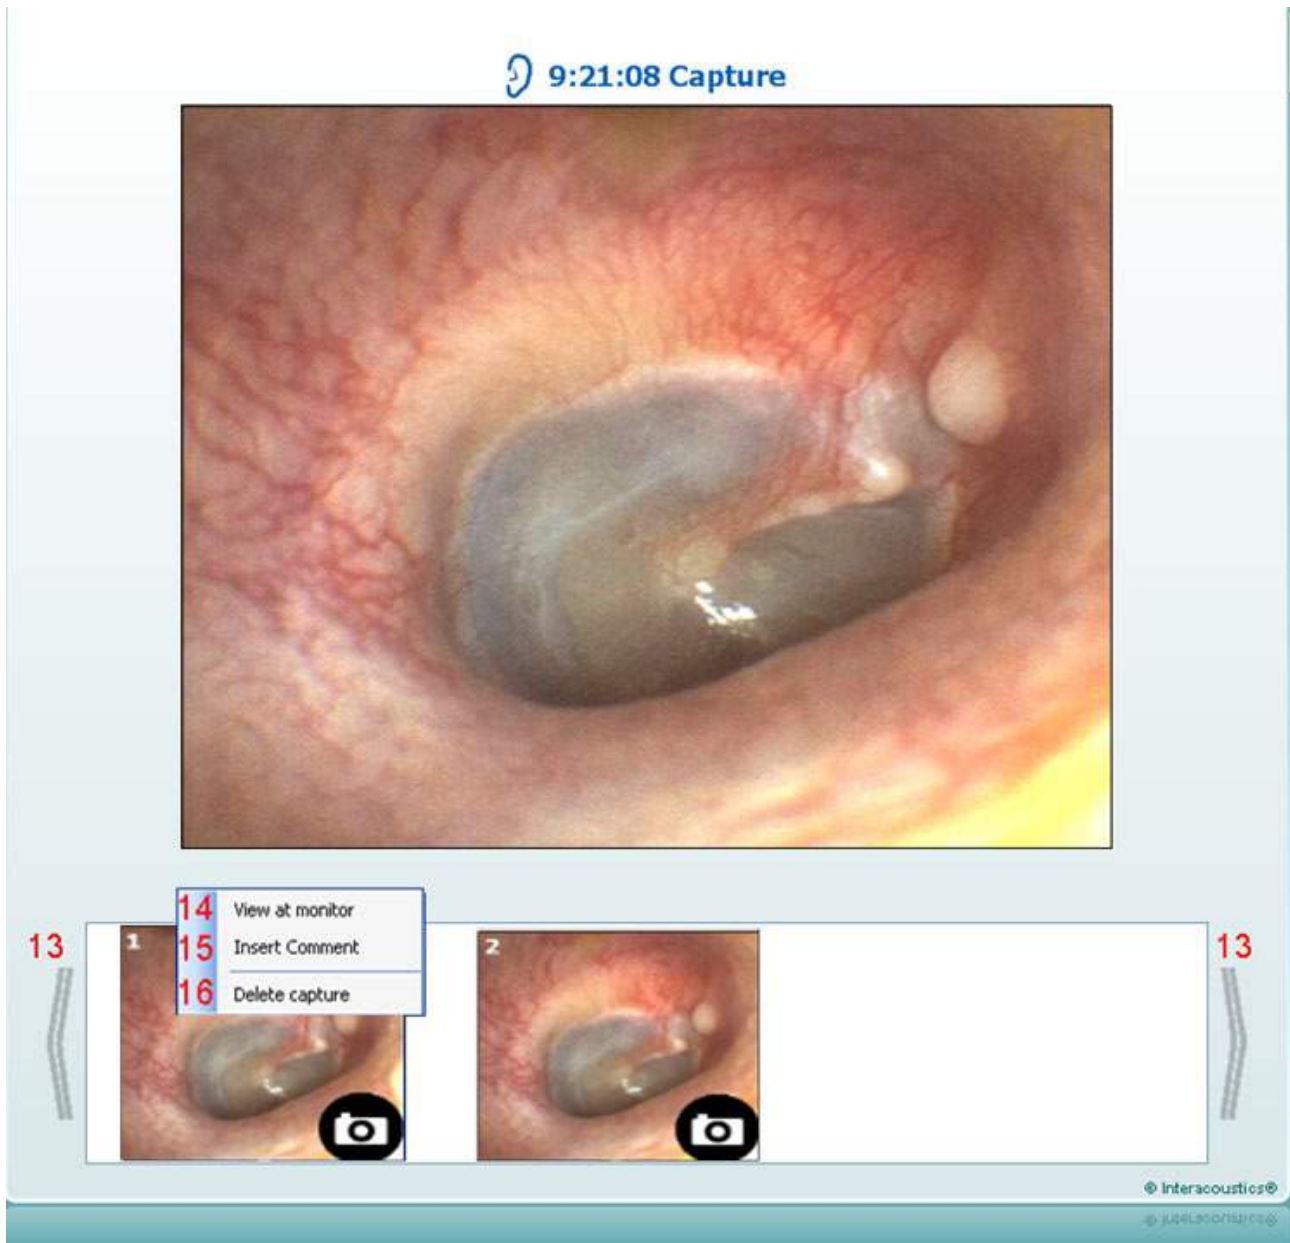 9:21:08 Capture
14 View at monitor
13 1 15 Insert Comment 2 13
16 Delete capture
© Interacoustics®
© Interacoustics®